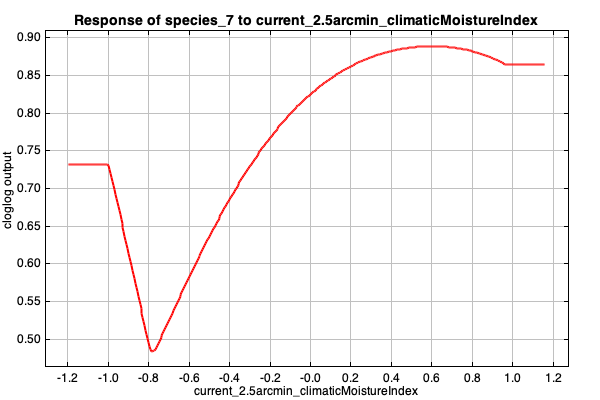 Response of species_7 to current_2.5arcmin_climaticMoistureIndex
0.90
0.85
0.80
0.75
0.70
0.65
0.60
0.55
0.50
cloglog output
-1.2 -1.0 -0.8 -0.6 -0.4 -0.2 -0.0 0.2 0.4 0.6 0.8 1.0 1.2
current_2.5arcmin_climaticMoistureIndex